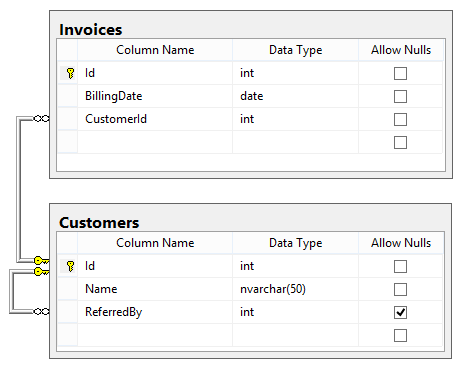 Invoices
Column Name Data Type Allow Nulls
Id int
BillingDate date
CustomerId int
Customers
Column Name Data Type Allow Nulls
Id int
Name nvarchar(50)
ReferredBy int